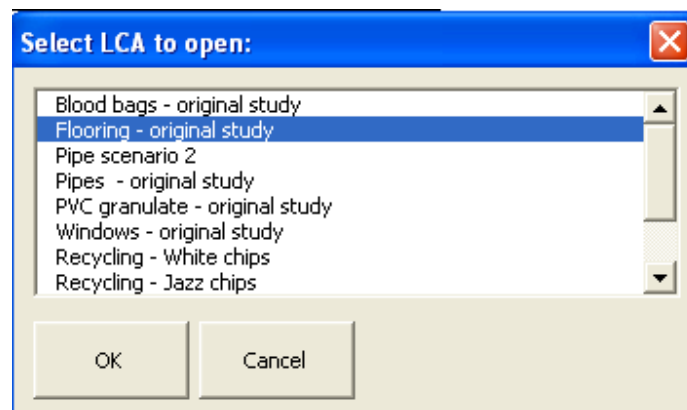 Select LCA to open:
Blood bags - original study
Flooring - original study
Pipe scenario 2
Pipes  - original study
PVC granulate - original study
Windows - original study
Recycling - White chips
Recycling - Jazz chips
OK
Cancel